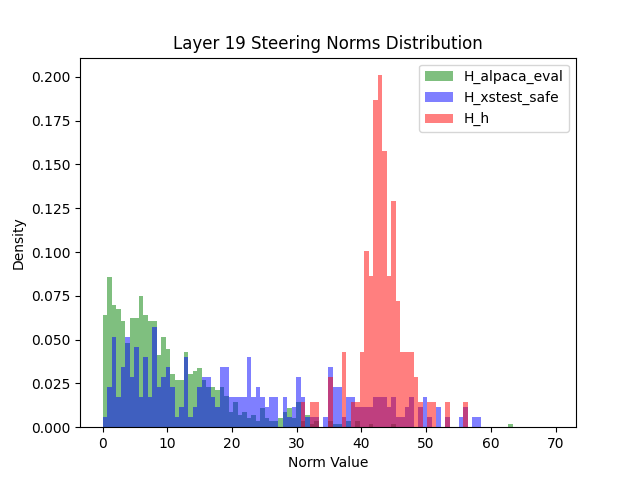 Layer 19 Steering Norms Distribution
H_alpaca_eval
H_xstest_safe
H_h
0.200
0.175
0.150
0.125
0.100
0.075
0.050
0.025
0.000
Density
0 10 20 30 40 50 60 70
Norm Value